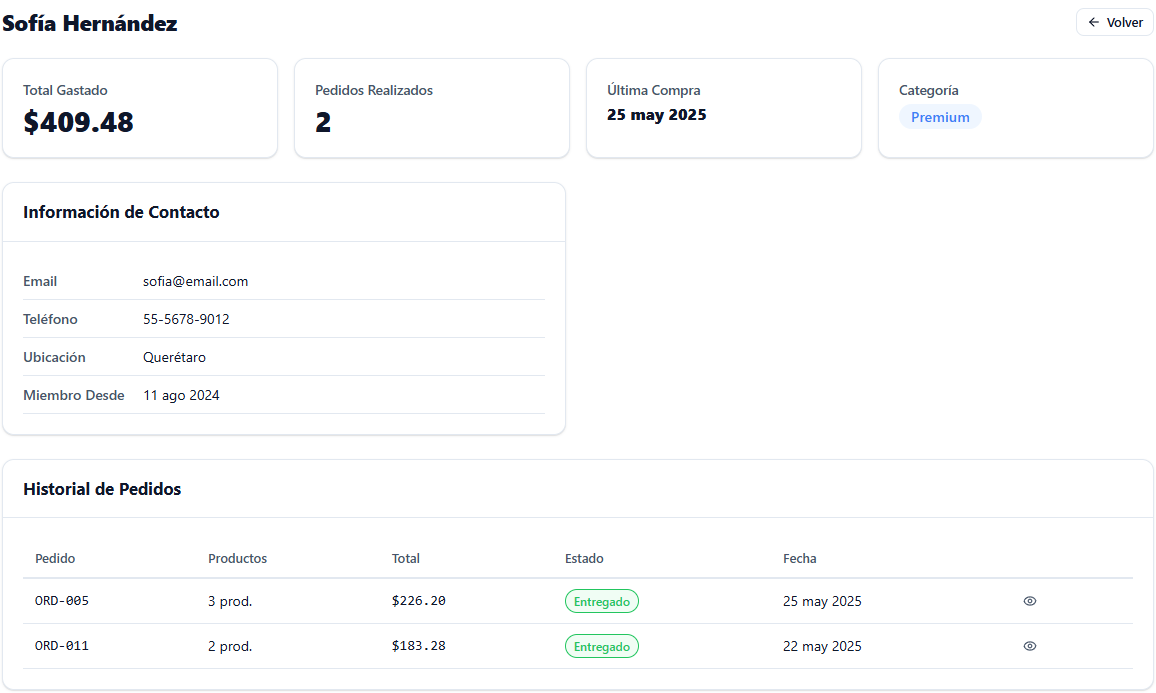 Sofía Hernández
Volver
Total Gastado
$409.48
Pedidos Realizados
2
Última Compra
25 may 2025
Categoría
Premium
Información de Contacto
Email sofia@email.com
Teléfono 55-5678-9012
Ubicación Querétaro
Miembro Desde 11 ago 2024
Historial de Pedidos
Pedido Productos Total Estado Fecha
ORD-005 3 prod. $226.20 Entregado 25 may 2025
ORD-011 2 prod. $183.28 Entregado 22 may 2025